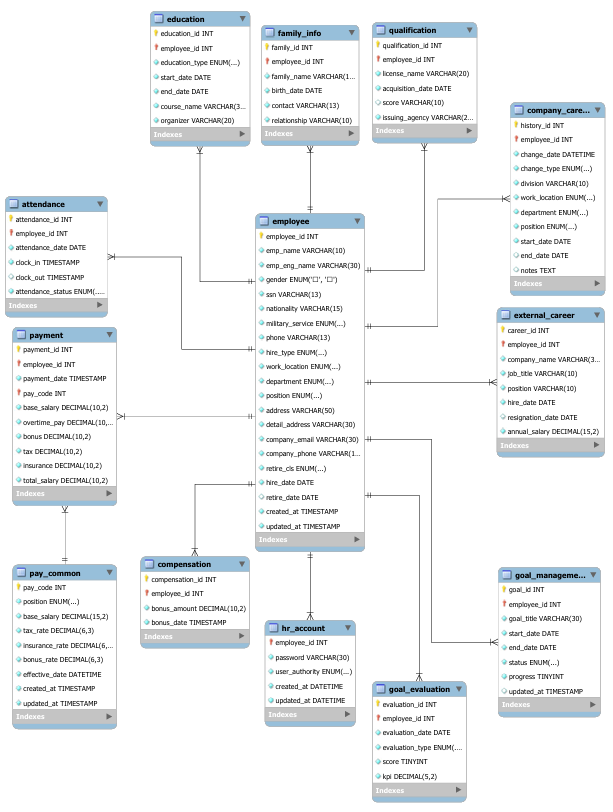 education
education_id INT
employee_id INT
education_type ENUM(...)
start_date DATE
end_date DATE
course_name VARCHAR(3...
organizer VARCHAR(20)
Indexes
family_info
family_id INT
employee_id INT
family_name VARCHAR(1...
birth_date DATE
contact VARCHAR(13)
relationship VARCHAR(10)
Indexes
qualification
qualification_id INT
employee_id INT
license_name VARCHAR(20)
acquisition_date DATE
score VARCHAR(10)
issuing_agency VARCHAR(2...
Indexes
company_care...
history_id INT
employee_id INT
change_date DATETIME
change_type ENUM(...)
division VARCHAR(10)
work_location ENUM(...)
department ENUM(...)
position ENUM(...)
start_date DATE
end_date DATE
notes TEXT
Indexes
attendance
attendance_id INT
employee_id INT
attendance_date DATE
clock_in TIMESTAMP
clock_out TIMESTAMP
attendance_status ENUM(....
Indexes
employee
employee_id INT
emp_name VARCHAR(10)
emp_eng_name VARCHAR(30)
gender ENUM('□', '□')
ssn VARCHAR(13)
nationality VARCHAR(15)
military_service ENUM(...)
phone VARCHAR(13)
hire_type ENUM(...)
work_location ENUM(...)
department ENUM(...)
position ENUM(...)
address VARCHAR(50)
detail_address VARCHAR(30)
company_email VARCHAR(30)
company_phone VARCHAR(1...
retire_cls ENUM(...)
hire_date DATE
retire_date DATE
created_at TIMESTAMP
updated_at TIMESTAMP
Indexes
external_career
career_id INT
employee_id INT
company_name VARCHAR(3...
job_title VARCHAR(10)
position VARCHAR(10)
hire_date DATE
resignation_date DATE
annual_salary DECIMAL(15,2)
Indexes
payment
payment_id INT
employee_id INT
payment_date TIMESTAMP
pay_code INT
base_salary DECIMAL(10,2)
overtime_pay DECIMAL(10,...
bonus DECIMAL(10,2)
tax DECIMAL(10,2)
insurance DECIMAL(10,2)
total_salary DECIMAL(10,2)
Indexes
pay_common
pay_code INT
position ENUM(...)
base_salary DECIMAL(15,2)
tax_rate DECIMAL(6,3)
insurance_rate DECIMAL(6,...
bonus_rate DECIMAL(6,3)
effective_date DATETIME
created_at TIMESTAMP
updated_at TIMESTAMP
Indexes
compensation
compensation_id INT
employee_id INT
bonus_amount DECIMAL(10,2)
bonus_date TIMESTAMP
Indexes
hr_account
employee_id INT
password VARCHAR(30)
user_authority ENUM(...)
created_at DATETIME
updated_at DATETIME
Indexes
goal_evaluation
evaluation_id INT
employee_id INT
evaluation_date DATE
evaluation_type ENUM(....
score TINYINT
kpi DECIMAL(5,2)
Indexes
goal_manageme...
goal_id INT
employee_id INT
goal_title VARCHAR(30)
start_date DATE
end_date DATE
status ENUM(...)
progress TINYINT
updated_at TIMESTAMP
Indexes